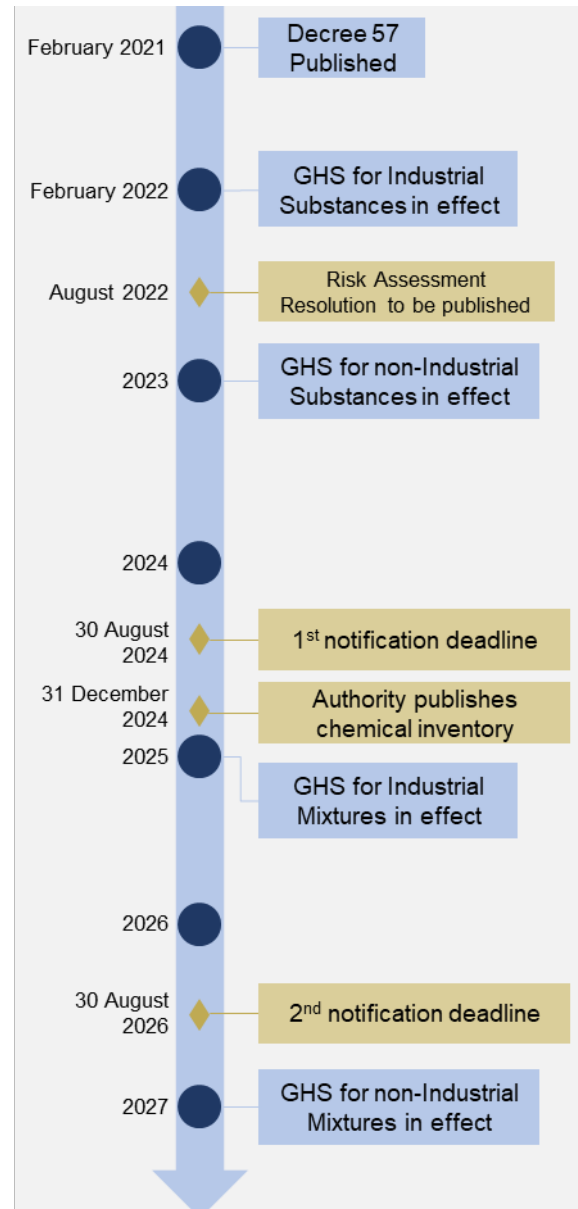 February 2021
Decree 57
Published
February 2022
GHS for Industrial
Substances in effect
August 2022
Risk Assessment
Resolution to be published
2023
GHS for non-Industrial
Substances in effect
2024
30 August
2024
1st notification deadline
31 December
2024
Authority publishes
chemical inventory
2025
GHS for Industrial
Mixtures in effect
2026
30 August
2026
2nd notification deadline
2027
GHS for non-Industrial
Mixtures in effect